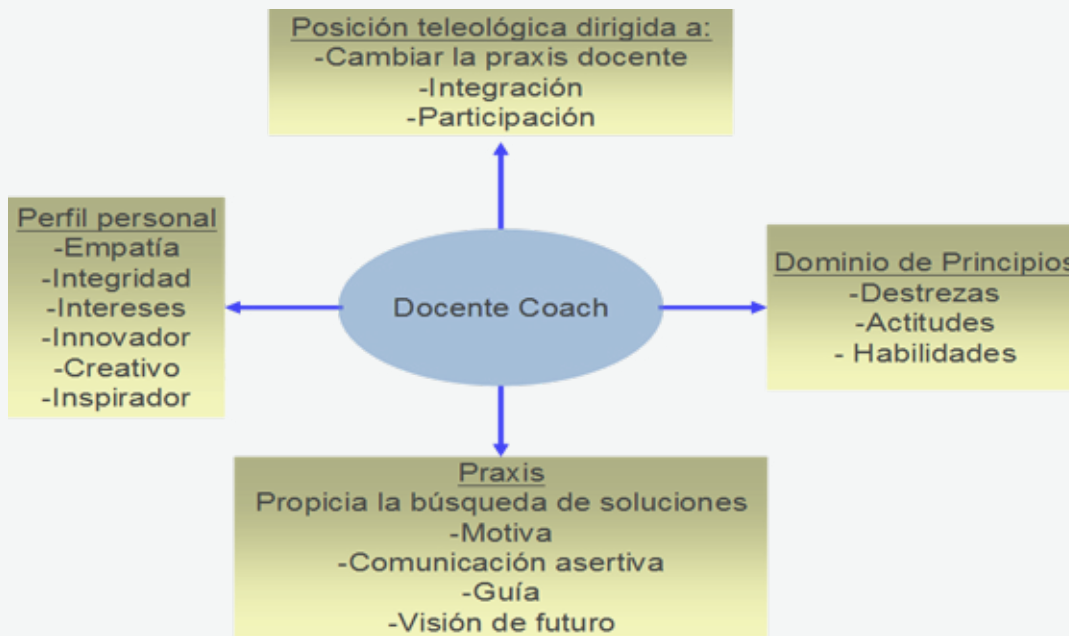 Posición teleológica dirigida a:
-Cambiar la praxis docente
-Integración
-Participación
Perfil personal
-Empatía
-Integridad
-Intereses
-Innovador
-Creativo
-Inspirador
Docente Coach
Dominio de Principios
-Destrezas
-Actitudes
- Habilidades
Praxis
Propicia la búsqueda de soluciones
-Motiva
-Comunicación asertiva
-Guía
-Visión de futuro